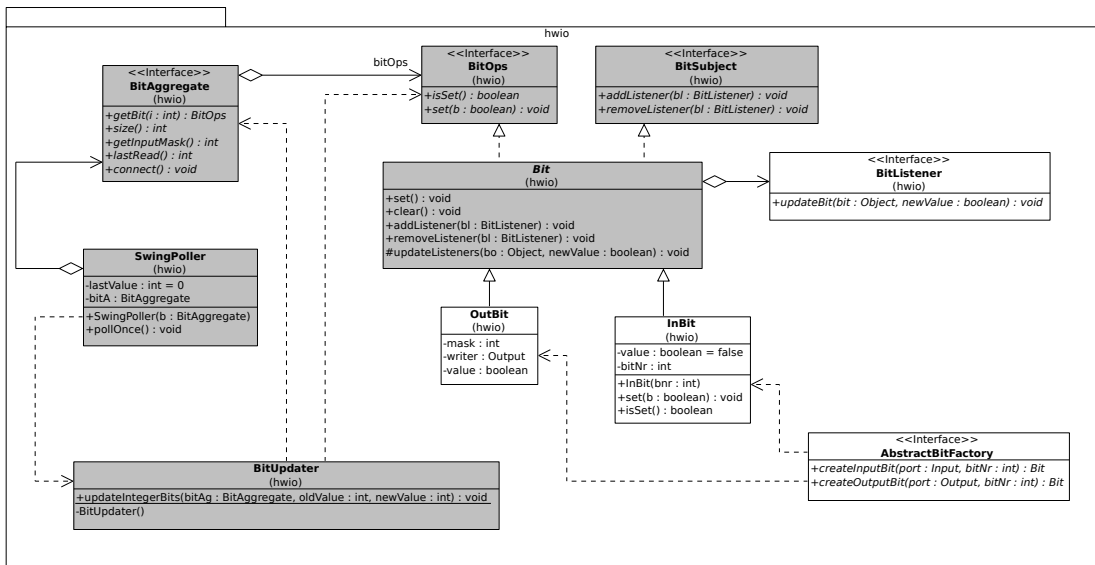 hwio
<<Interface>>
BitAggregate
(hwio)
+getBit(i : int) : BitOps
+size() : int
+getInputMask() : int
+lastRead() : int
+connect() : void
bitOps
<<Interface>>
BitOps
(hwio)
+isSet() : boolean
+set(b : boolean) : void
<<Interface>>
BitSubject
(hwio)
+addListener(bl : BitListener) : void
+removeListener(bl : BitListener) : void
Bit
(hwio)
+set() : void
+clear() : void
+addListener(bl : BitListener) : void
+removeListener(bl : BitListener) : void
#updateListeners(bo : Object, newValue : boolean) : void
<<Interface>>
BitListener
(hwio)
+updateBit(bit : Object, newValue : boolean) : void
SwingPoller
(hwio)
-lastValue : int = 0
-bitA : BitAggregate
+SwingPoller(b : BitAggregate)
+pollOnce() : void
OutBit
(hwio)
-mask : int
-writer : Output
-value : boolean
InBit
(hwio)
-value : boolean = false
-bitNr : int
+InBit(bnr : int)
+set(b : boolean) : void
+isSet() : boolean
<<Interface>>
AbstractBitFactory
+createInputBit(port : Input, bitNr : int) : Bit
+createOutputBit(port : Output, bitNr : int) : Bit
BitUpdater
(hwio)
+updateIntegerBits(bitAg : BitAggregate, oldValue : int, newValue : int) : void
-BitUpdater()